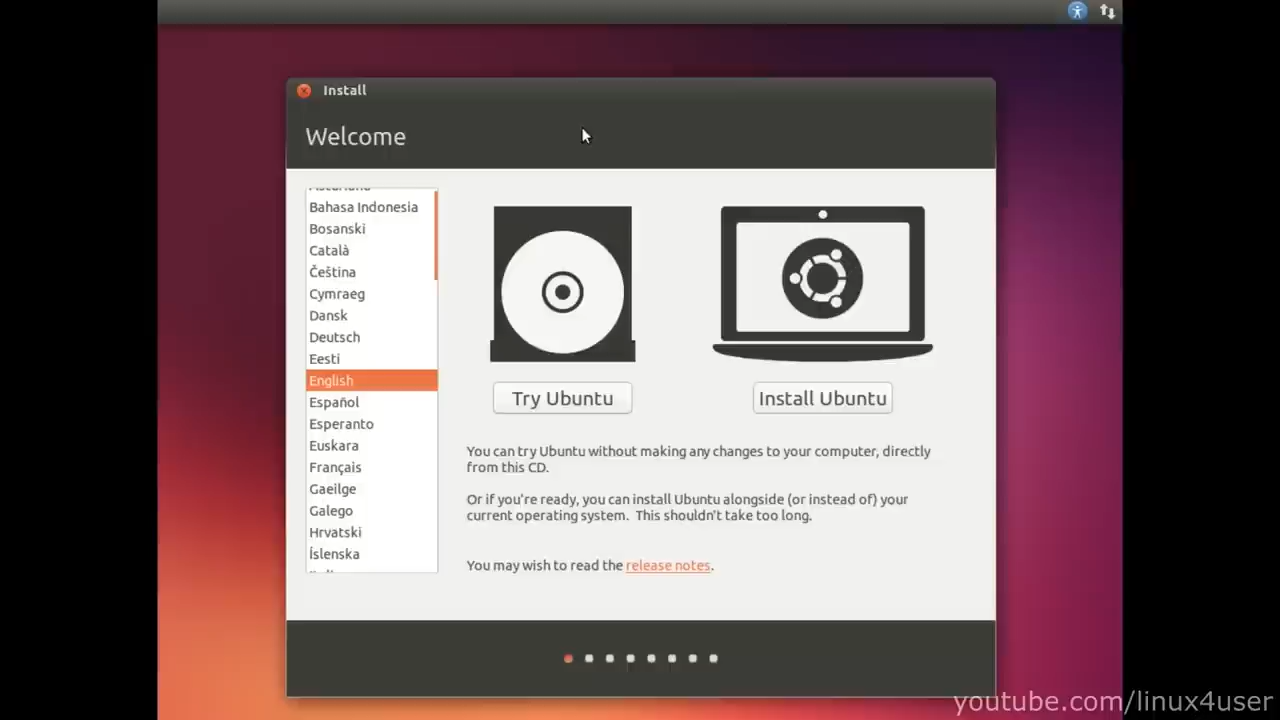 Install
Welcome
Bahasa Indonesia
Bosanski
Català
Čeština
Cymraeg
Dansk
Deutsch
Eesti
English
Español
Esperanto
Euskara
Français
Gaeilge
Galego
Hrvatski
Íslenska
Try Ubuntu
Install Ubuntu
You can try Ubuntu without making any changes to your computer, directly
from this CD.
Or if you're ready, you can install Ubuntu alongside (or instead of) your
current operating system.  This shouldn't take too long.
You may wish to read the release notes.
youtube.com/linux4user